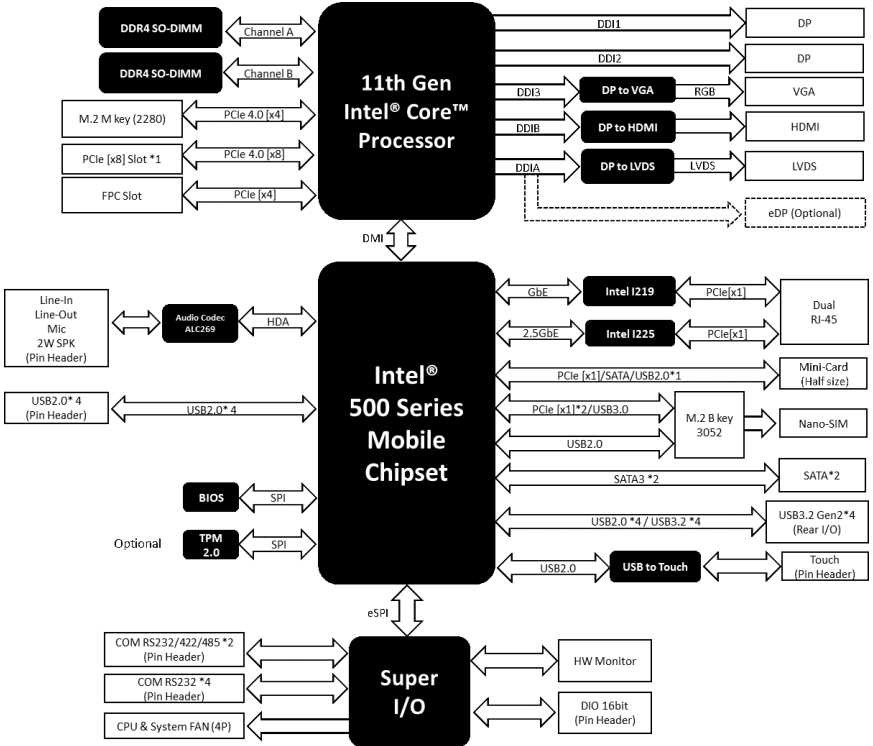 DDR4 SO-DIMM
Channel A
DDR4 SO-DIMM
Channel B
M.2 M key (2280)
PCIe 4.0 [x4]
PCIe [x8] Slot *1
PCIe 4.0 [x8]
FPC Slot
PCIe [x4]
11th Gen
Intel® Core™
Processor
DDI1
DP
DDI2
DP
DDI3
DP to VGA
RGB
VGA
DDIB
DP to HDMI
HDMI
DDIA
DP to LVDS
LVDS
LVDS
eDP (Optional)
DMI
Line-In
Line-Out
Mic
2W SPK
(Pin Header)
Audio Codec
ALC269
HDA
USB2.0* 4
(Pin Header)
USB2.0* 4
BIOS
SPI
Optional
TPM
2.0
SPI
Intel®
500 Series
Mobile
Chipset
GbE
Intel I219
PCIe[x1]
2.5GbE
Intel I225
PCIe[x1]
Dual
RJ-45
PCIe [x1]/SATA/USB2.0*1
Mini-Card
(Half size)
PCIe [x1]*2/USB3.0
USB2.0
M.2 B key
3052
Nano-SIM
SATA3 *2
SATA*2
USB2.0 *4 / USB3.2 *4
USB3.2 Gen2*4
(Rear I/O)
USB2.0
USB to Touch
Touch
(Pin Header)
eSPI
COM RS232/422/485 *2
(Pin Header)
COM RS232 *4
(Pin Header)
CPU & System FAN (4P)
Super
I/O
HW Monitor
DIO 16bit
(Pin Header)